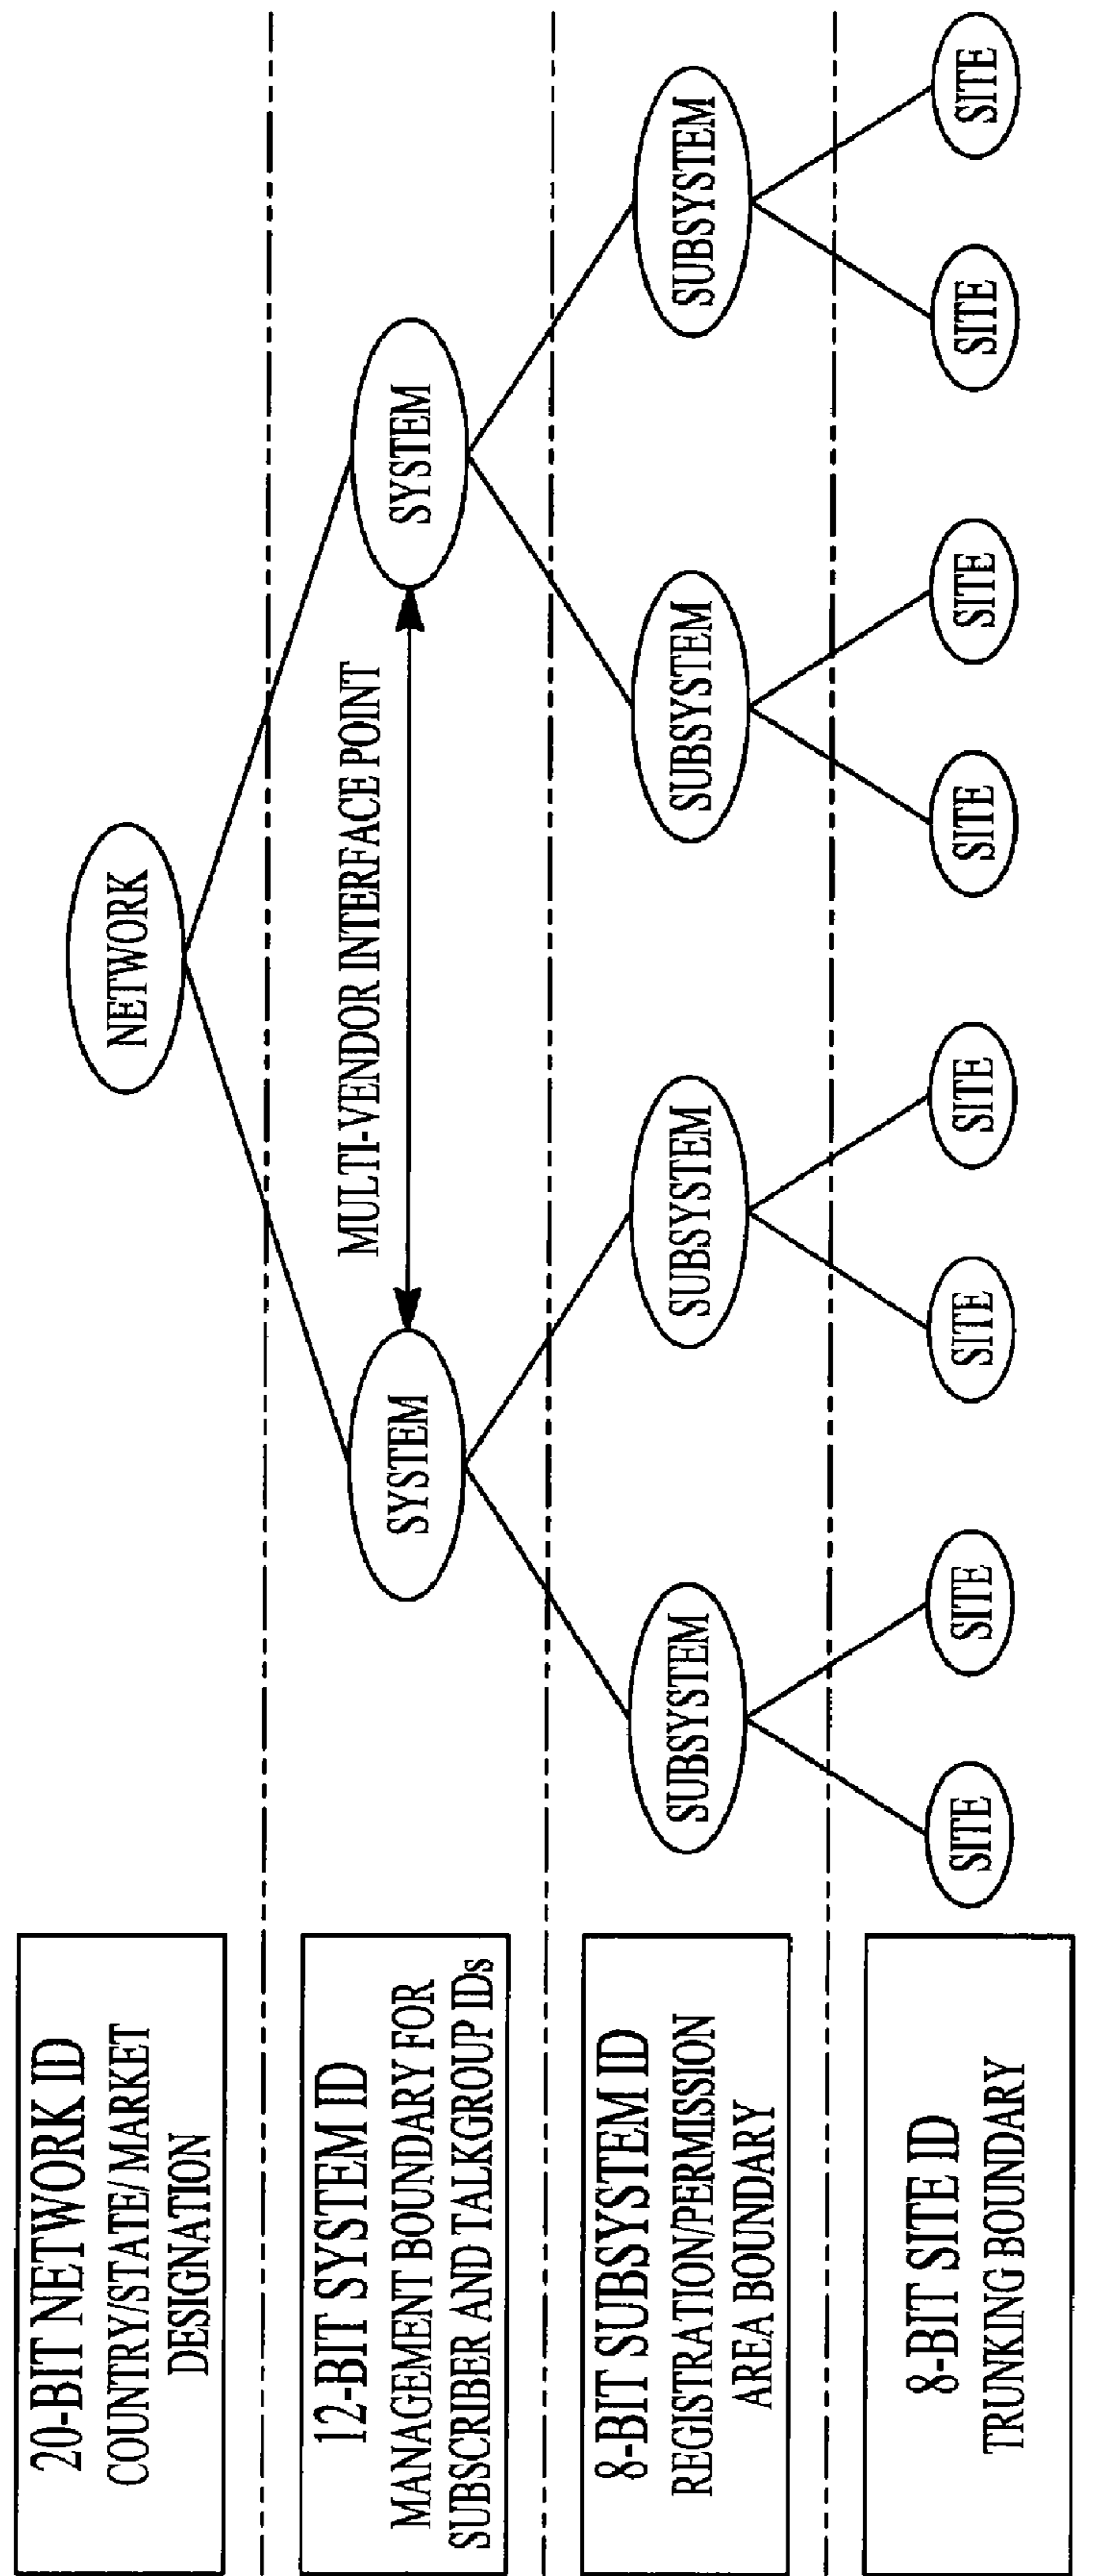 20-BIT NETWORK ID
COUNTRY/STATE/MARKET
DESIGNATION
NETWORK
12-BIT SYSTEM ID
MANAGEMENT BOUNDARY FOR
SUBSCRIBER AND TALKGROUP IDs
SYSTEM
MULTI-VENDOR INTERFACE POINT
SYSTEM
8-BIT SUBSYSTEM ID
REGISTRATION/PERMISSION
AREA BOUNDARY
SUBSYSTEM
SUBSYSTEM
SUBSYSTEM
SUBSYSTEM
8-BIT SITE ID
TRUNKING BOUNDARY
SITE
SITE
SITE
SITE
SITE
SITE
SITE
SITE